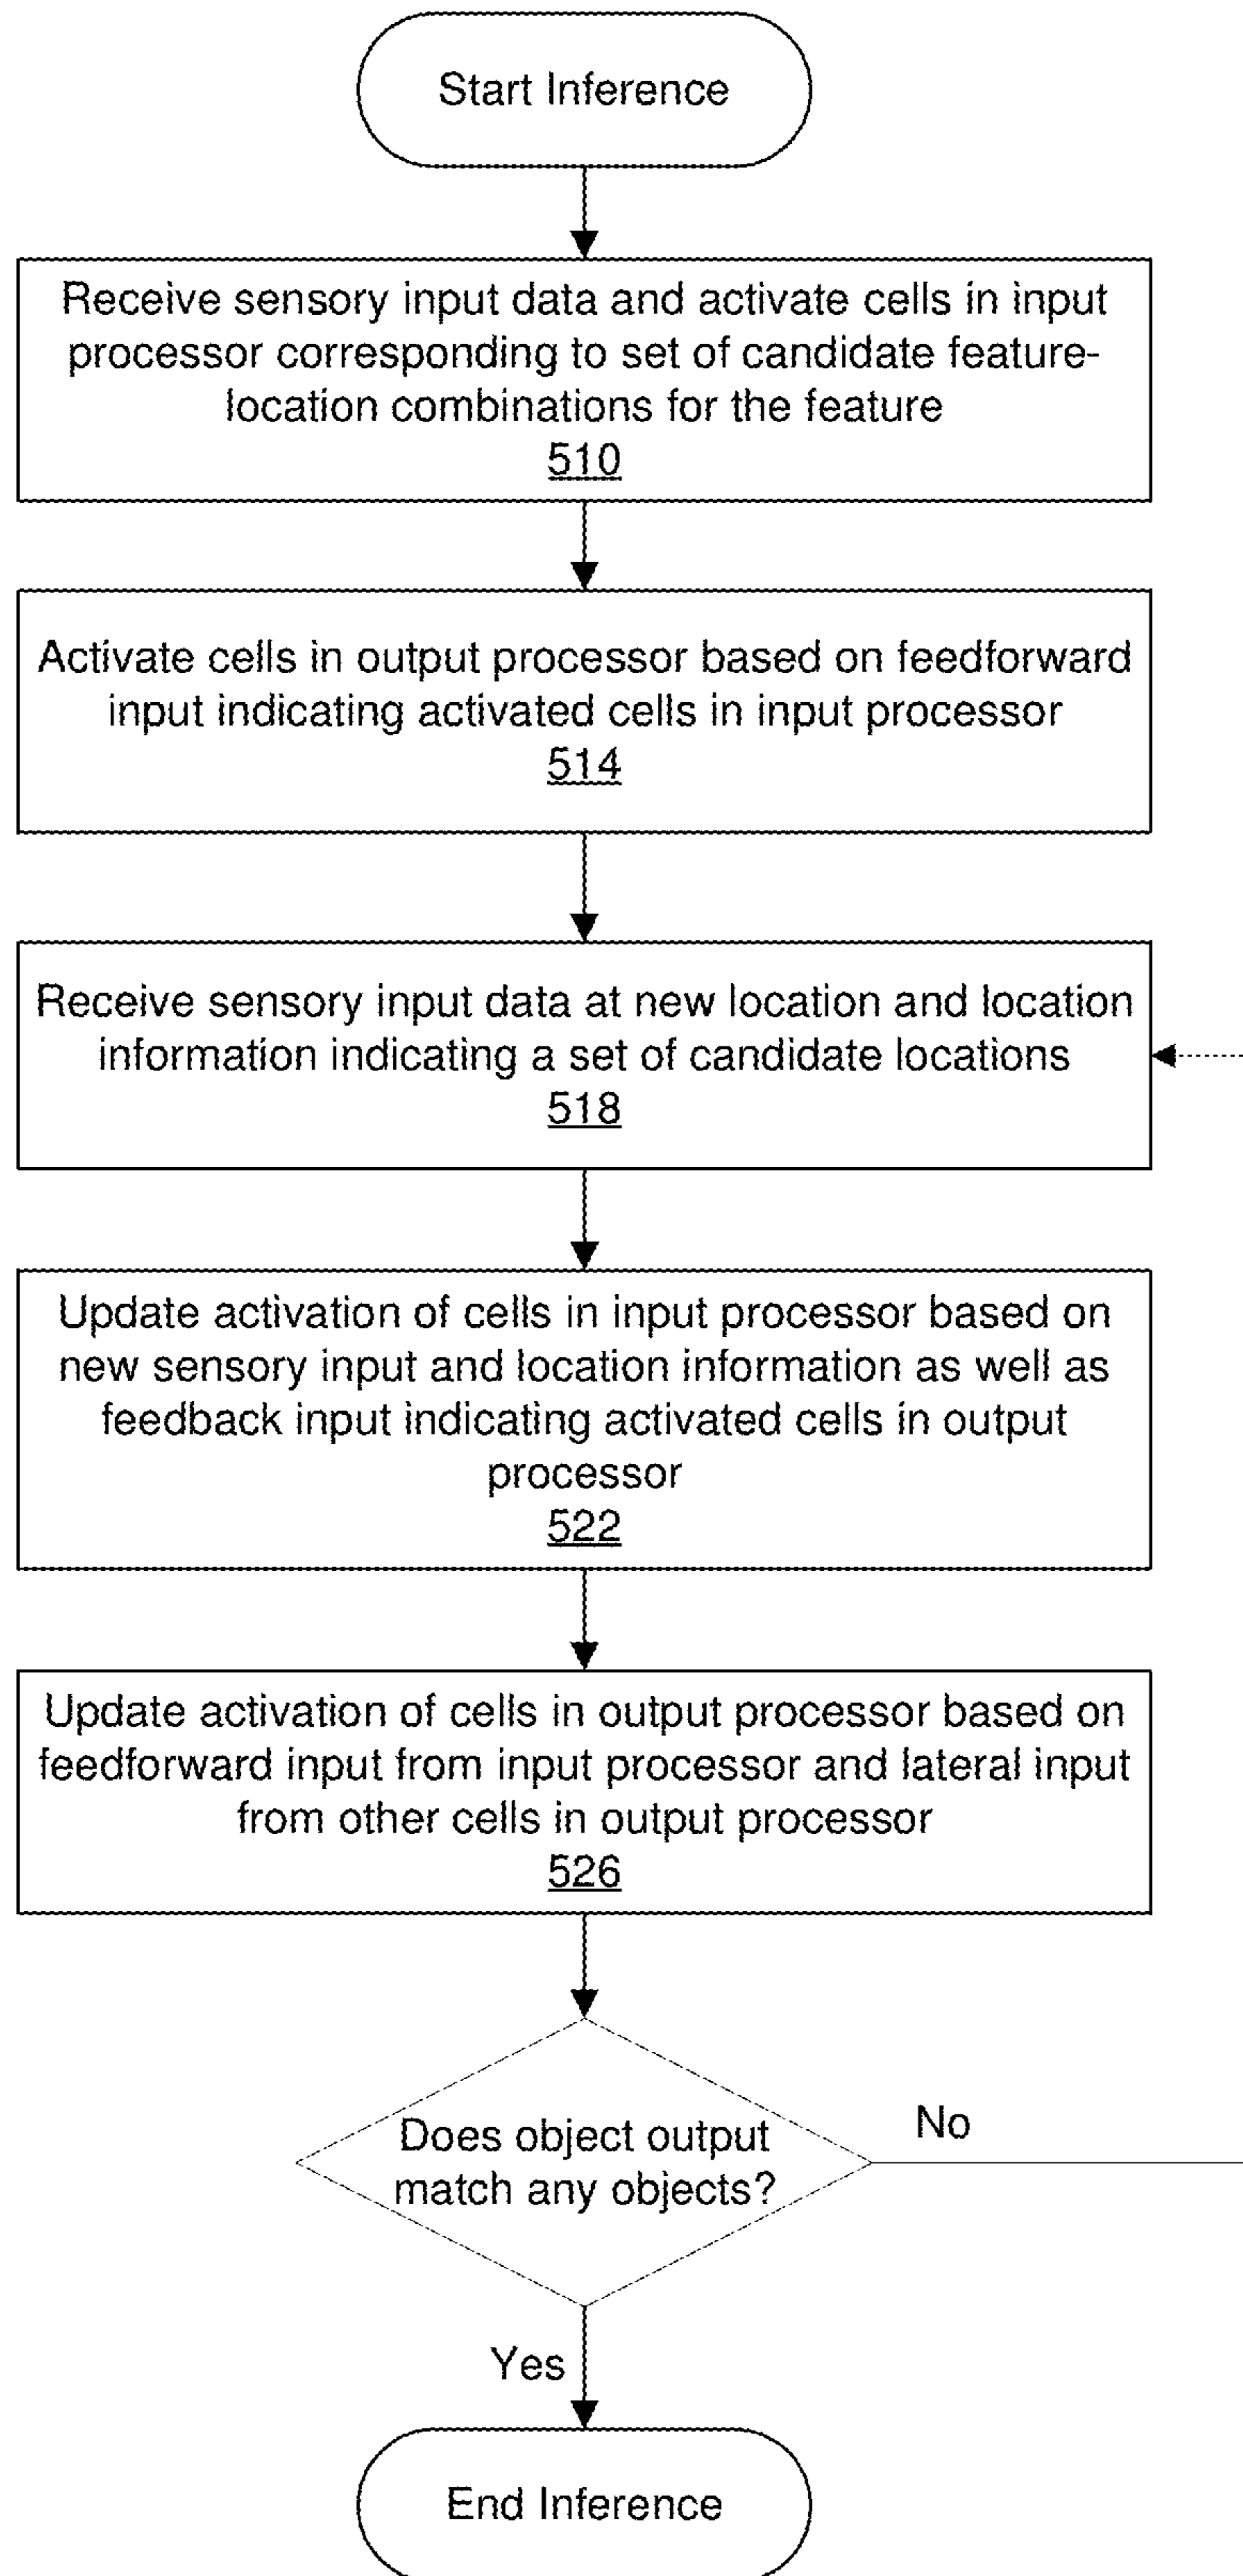 Start Inference
Receive sensory input data and activate cells in input
processor corresponding to set of candidate feature-
location combinations for the feature
510
Activate cells in output processor based on feedforward
input indicating activated cells in input processor
514
Receive sensory input data at new location and location
information indicating a set of candidate locations
518
Update activation of cells in input processor based on
new sensory input and location information as well as
feedback input indicating activated cells in output
processor
522
Update activation of cells in output processor based on
feedforward input from input processor and lateral input
from other cells in output processor
526
Does object output
match any objects?
No
Yes
End Inference